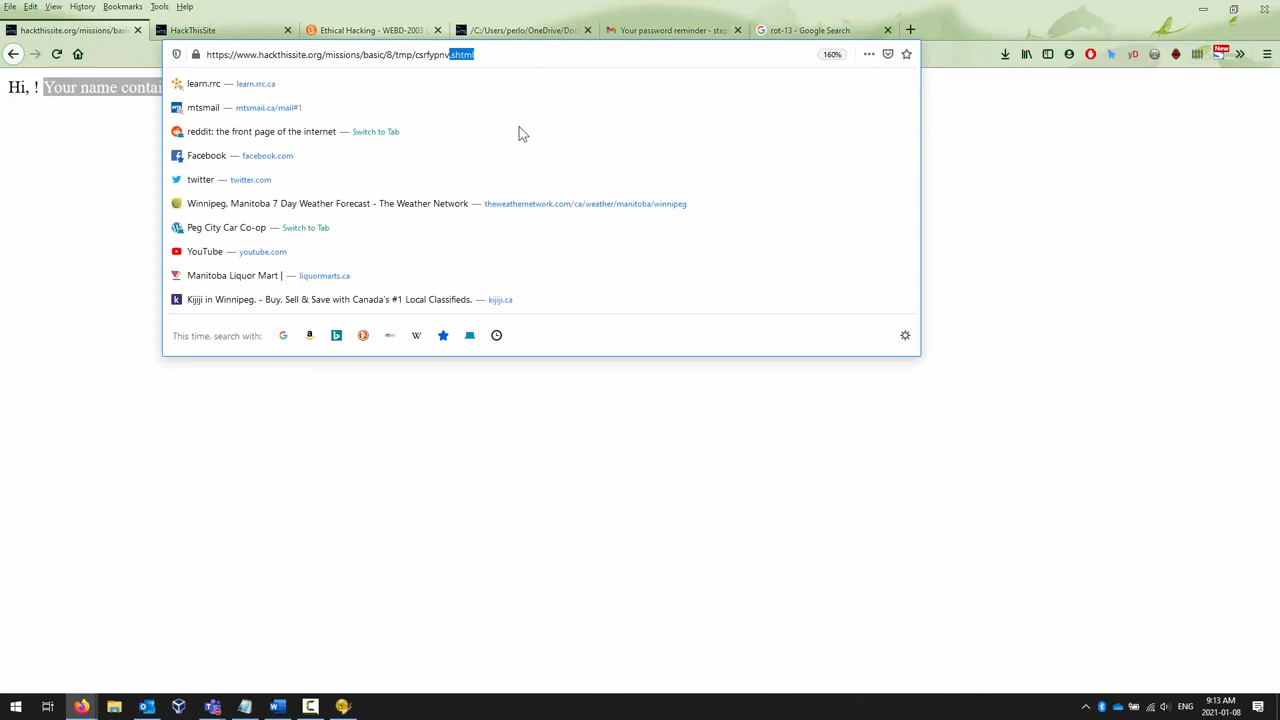 File Edit View History Bookmarks Tools Help
hackthissite.org/missions/basi
HackThisSite
Ethical Hacking - WEBD-2003 (
/C:/Users/perlo/OneDrive/Doc
Your password reminder - step
rot-13 - Google Search
https://www.hackthissite.org/missions/basic/8/tmp/csrfypnv.shtml
160%
New
Hi, ! Your name contai
learn.rrc — learn.rrc.ca
mtsmail — mtsmail.ca/mail#1
reddit: the front page of the internet — Switch to Tab
Facebook — facebook.com
twitter — twitter.com
Winnipeg, Manitoba 7 Day Weather Forecast - The Weather Network — theweathernetwork.com/ca/weather/manitoba/winnipeg
Peg City Car Co-op — Switch to Tab
YouTube — youtube.com
Manitoba Liquor Mart | — liquormarts.ca
Kijiji in Winnipeg. - Buy, Sell & Save with Canada's #1 Local Classifieds. — kijiji.ca
This time, search with:
ENG
9:13 AM
2021-01-08